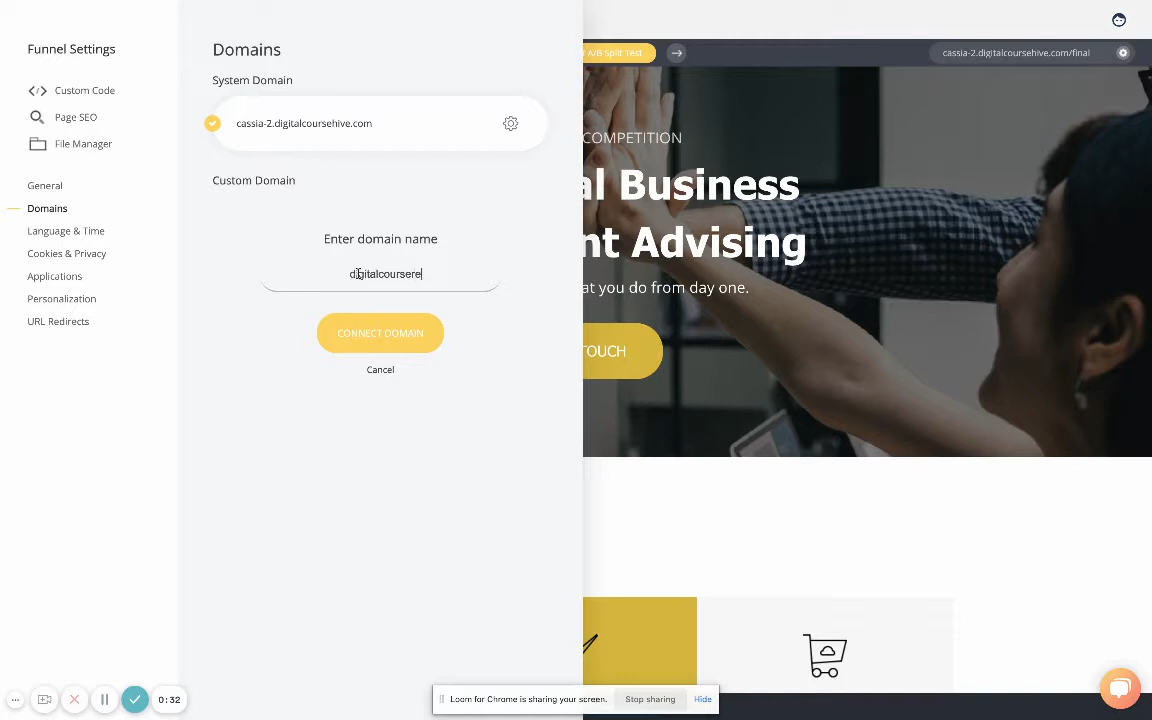 Funnel Settings
Custom Code
Page SEO
File Manager
General
Domains
Language & Time
Cookies & Privacy
Applications
Personalization
URL Redirects
Domains
System Domain
cassia-2.digitalcoursehive.com
Custom Domain
Enter domain name
digitalcoursere
CONNECT DOMAIN
Cancel
A/B Split Test
cassia-2.digitalcoursehive.com/final
COMPETITION
al Business
nt Advising
at you do from day one.
TOUCH
0:32
Loom for Chrome is sharing your screen.
Stop sharing
Hide